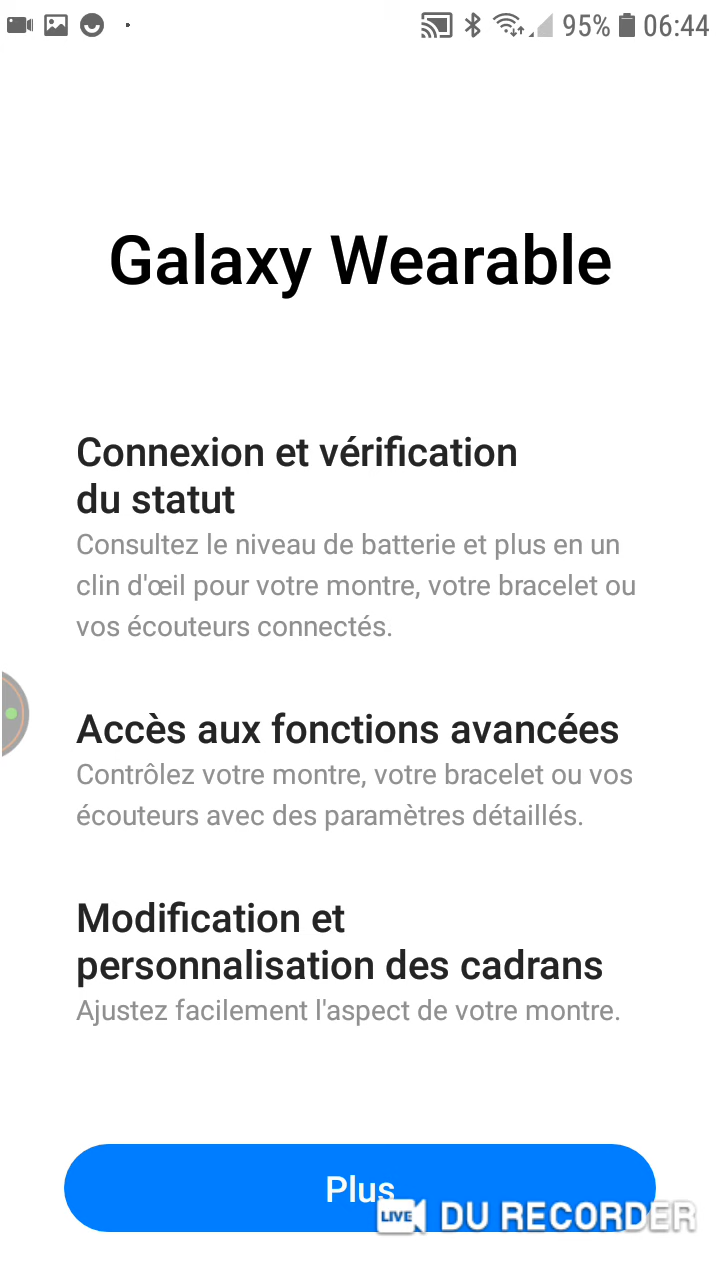 95% 06:44
Galaxy Wearable
Connexion et vérification
du statut
Consultez le niveau de batterie et plus en un
clin d'œil pour votre montre, votre bracelet ou
vos écouteurs connectés.
Accès aux fonctions avancées
Contrôlez votre montre, votre bracelet ou vos
écouteurs avec des paramètres détaillés.
Modification et
personnalisation des cadrans
Ajustez facilement l'aspect de votre montre.
Plus
LIVE DU RECORDER